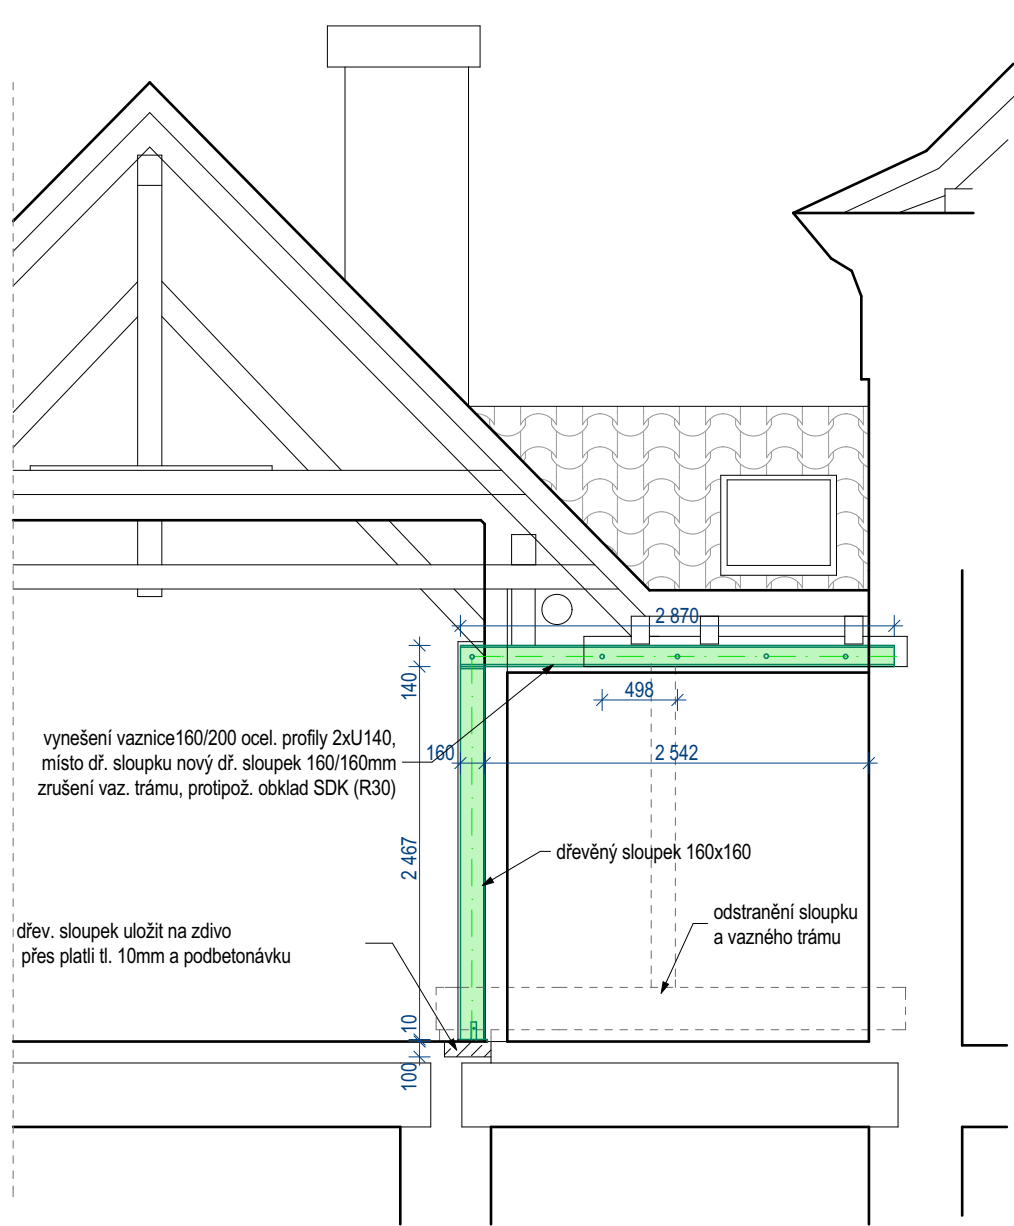 2 870
140
498
vynešení vaznice160/200 ocel. profily 2xU140,
místo dř. sloupku nový dř. sloupek 160/160mm
zrušení vaz. trámu, protipož. obklad SDK (R30)
160
2 542
2 467
dřevěný sloupek 160x160
odstranění sloupku
a vazného trámu
dřev. sloupek uložit na zdivo
přes platli tl. 10mm a podbetonávku
10
100